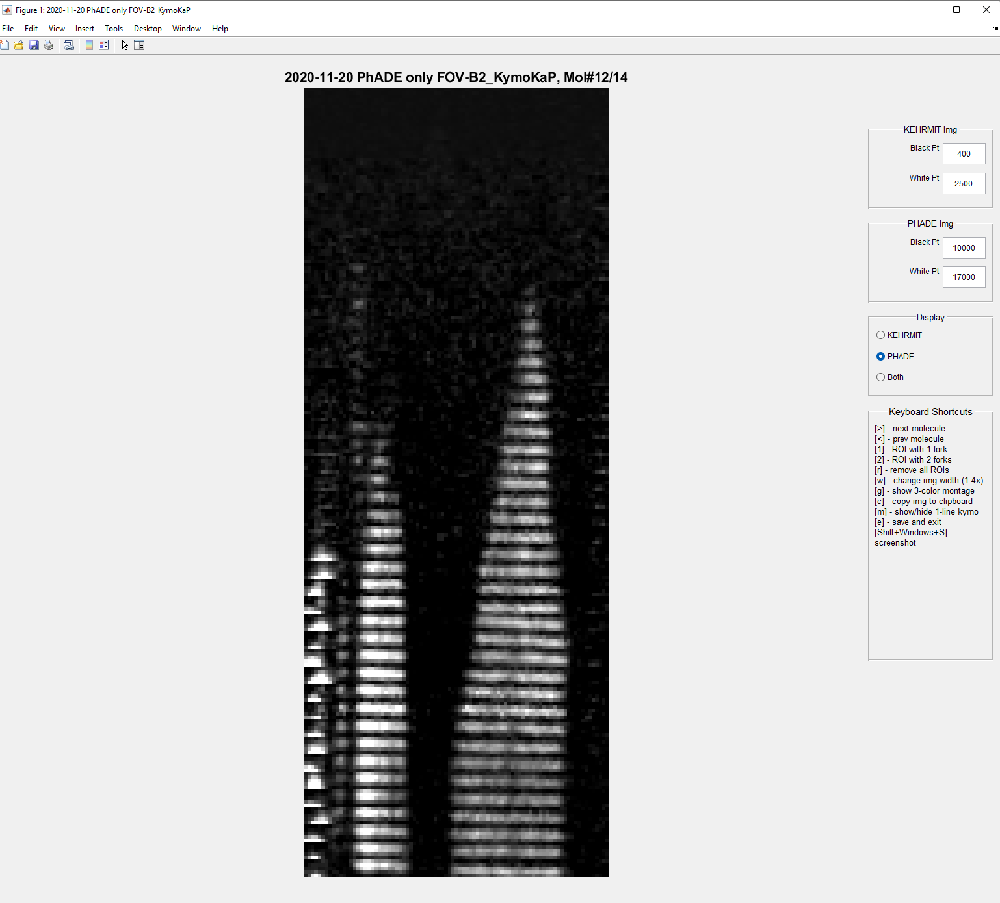 Figure 1: 2020-11-20 PhADE only FOV-B2_KymoKaP
File Edit View Insert Tools Desktop Window Help
2020-11-20 PhADE only FOV-B2_KymoKaP, Mol#12/14
KEHRMIT Img
Black Pt 400
White Pt 2500
PHADE Img
Black Pt 10000
White Pt 17000
Display
KEHRMIT
PHADE
Both
Keyboard Shortcuts
[>] - next molecule
[<] - prev molecule
[1] - ROI with 1 fork
[2] - ROI with 2 forks
[r] - remove all ROIs
[w] - change img width (1-4x)
[g] - show 3-color montage
[c] - copy img to clipboard
[m] - show/hide 1-line kymo
[e] - save and exit
[Shift+Windows+S] -
screenshot